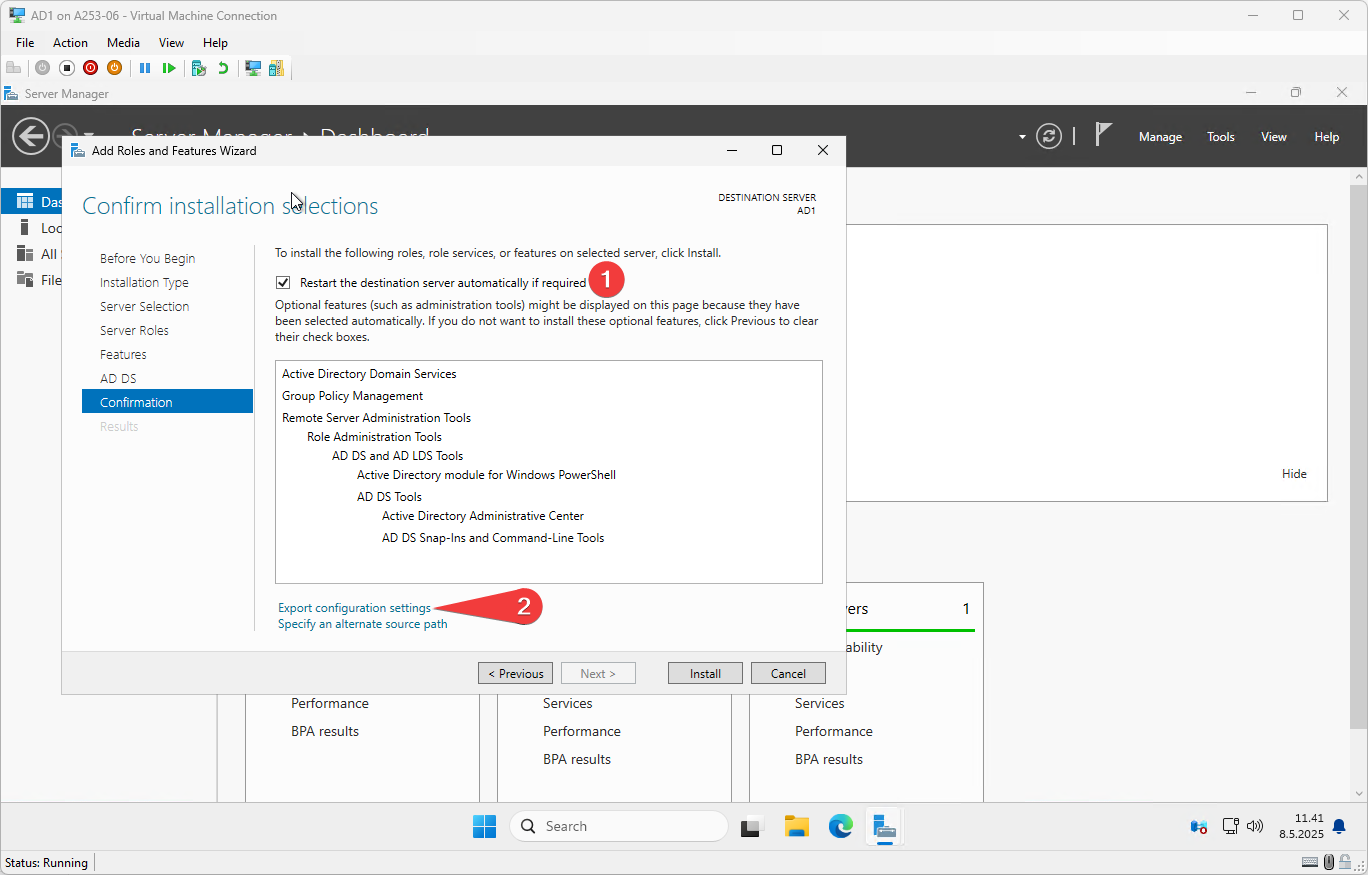 AD1 on A253-06 - Virtual Machine Connection
File Action Media View Help
Server Manager
Server Manager Dashboard
Manage Tools View Help
Add Roles and Features Wizard
Confirm installation selections
DESTINATION SERVER
AD1
Das
Loc
All
File
Before You Begin
Installation Type
Server Selection
Server Roles
Features
AD DS
Confirmation
Results
To install the following roles, role services, or features on selected server, click Install.
Restart the destination server automatically if required
1
Optional features (such as administration tools) might be displayed on this page because they have
been selected automatically. If you do not want to install these optional features, click Previous to clear
their check boxes.
Active Directory Domain Services
Group Policy Management
Remote Server Administration Tools
Role Administration Tools
AD DS and AD LDS Tools
Active Directory module for Windows PowerShell
AD DS Tools
Active Directory Administrative Center
AD DS Snap-Ins and Command-Line Tools
Export configuration settings
2
Specify an alternate source path
< Previous Next > Install Cancel
Hide
ers 1
ability
Performance
BPA results
Services
Performance
BPA results
Services
Performance
BPA results
Search
11.41
8.5.2025
Status: Running